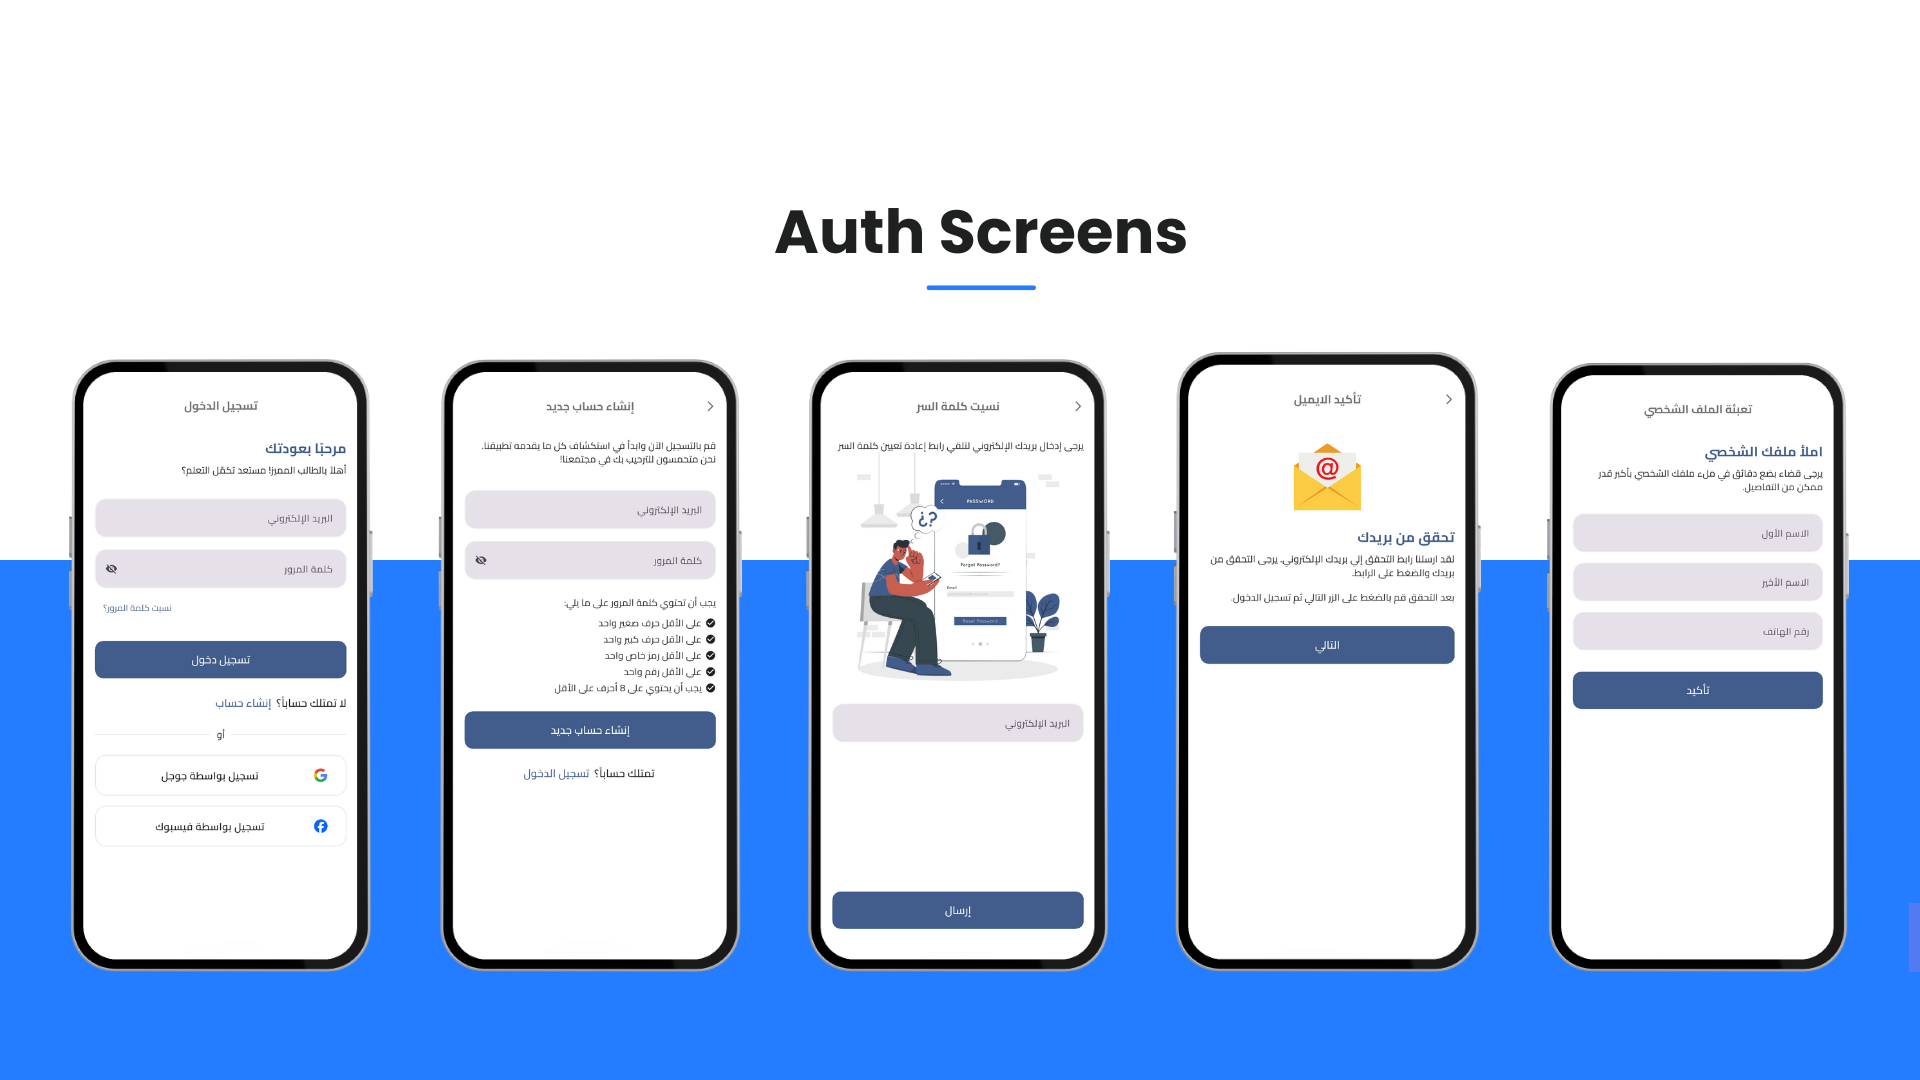 Auth Screens
تسجيل الدخول
مرحبًا بعودتك
أهلا بالطالب المميز! مستعد تكمّل التعلم؟
البريد الإلكتروني
كلمة المرور
نسيت كلمة المرور؟
تسجيل دخول
لا تمتلك حساباً؟ إنشاء حساب
أو
تسجيل بواسطة جوجل
تسجيل بواسطة فيسبوك
إنشاء حساب جديد
قم بالتسجيل الآن وابدأ في استكشاف كل ما يقدمه تطبيقنا.
نحن متحمسون للترحيب بك في مجتمعنا!
البريد الإلكتروني
كلمة المرور
يجب أن تحتوي كلمة المرور على ما يلي:
على الأقل حرف صغير واحد
على الأقل حرف كبير واحد
على الأقل رمز خاص واحد
على الأقل رقم واحد
يجب أن يحتوي على 8 أحرف على الأقل
إنشاء حساب جديد
تمتلك حساباً؟ تسجيل الدخول
نسيت كلمة السر
يرجى إدخال بريدك الإلكتروني لتلقي رابط إعادة تعيين كلمة السر
PASSWORD
¿?
Forgot Password?
Email
Reset Password
البريد الإلكتروني
إرسال
تأكيد الايميل
@
تحقق من بريدك
لقد ارسلنا رابط التحقق إلي بريدك الإلكتروني. يرجى التحقق من
بريدك والضغط على الرابط.
بعد التحقق قم بالضغط على الزر التالي ثم تسجيل الدخول.
التالي
تعبئة الملف الشخصي
املأ ملفك الشخصي
يرجى قضاء بضع دقائق في ملء ملفك الشخصي بأكبر قدر
ممكن من التفاصيل.
الاسم الأول
الاسم الأخير
رقم الهاتف
تأكيد